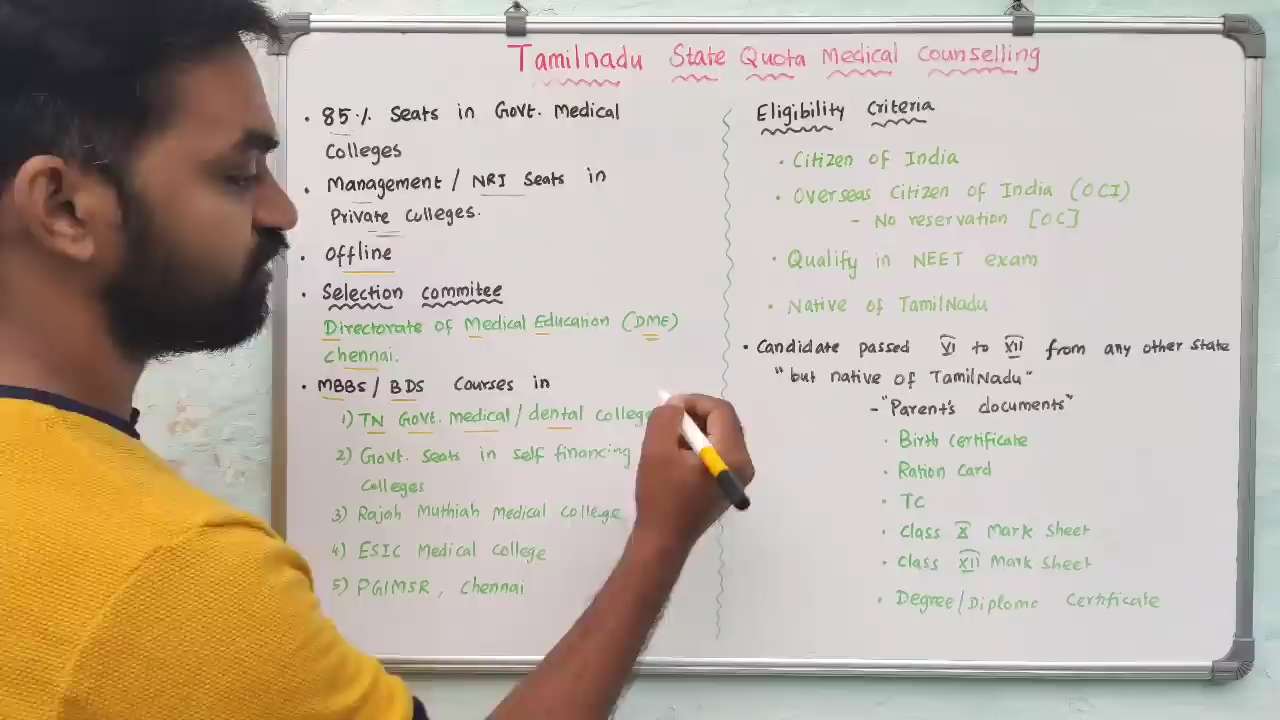 Tamilnadu State Quota Medical Counselling
• 85% Seats in Govt. Medical
Colleges
• Management / NRI Seats in
Private colleges.
• Offline
• Selection commitee
Directorate of Medical Education (DME)
Chennai.
• MBBS / BDS Courses in
1) TN Govt. medical / dental college
2) Govt. Seats in self financing
Colleges
3) Rajah Muthiah Medical college
4) ESIC Medical college
5) PGIMSR, Chennai
Eligibility Criteria
• Citizen of India
• Overseas Citizen of India (OCI)
- No reservation [OC]
• Qualify in NEET exam
• Native of TamilNadu
• Candidate passed VI to XII from any other state
"but native of TamilNadu"
- "Parent's documents"
• Birth certificate
• Ration card
• TC
• Class X Mark Sheet
• Class XII Mark Sheet
• Degree/Diploma Certificate